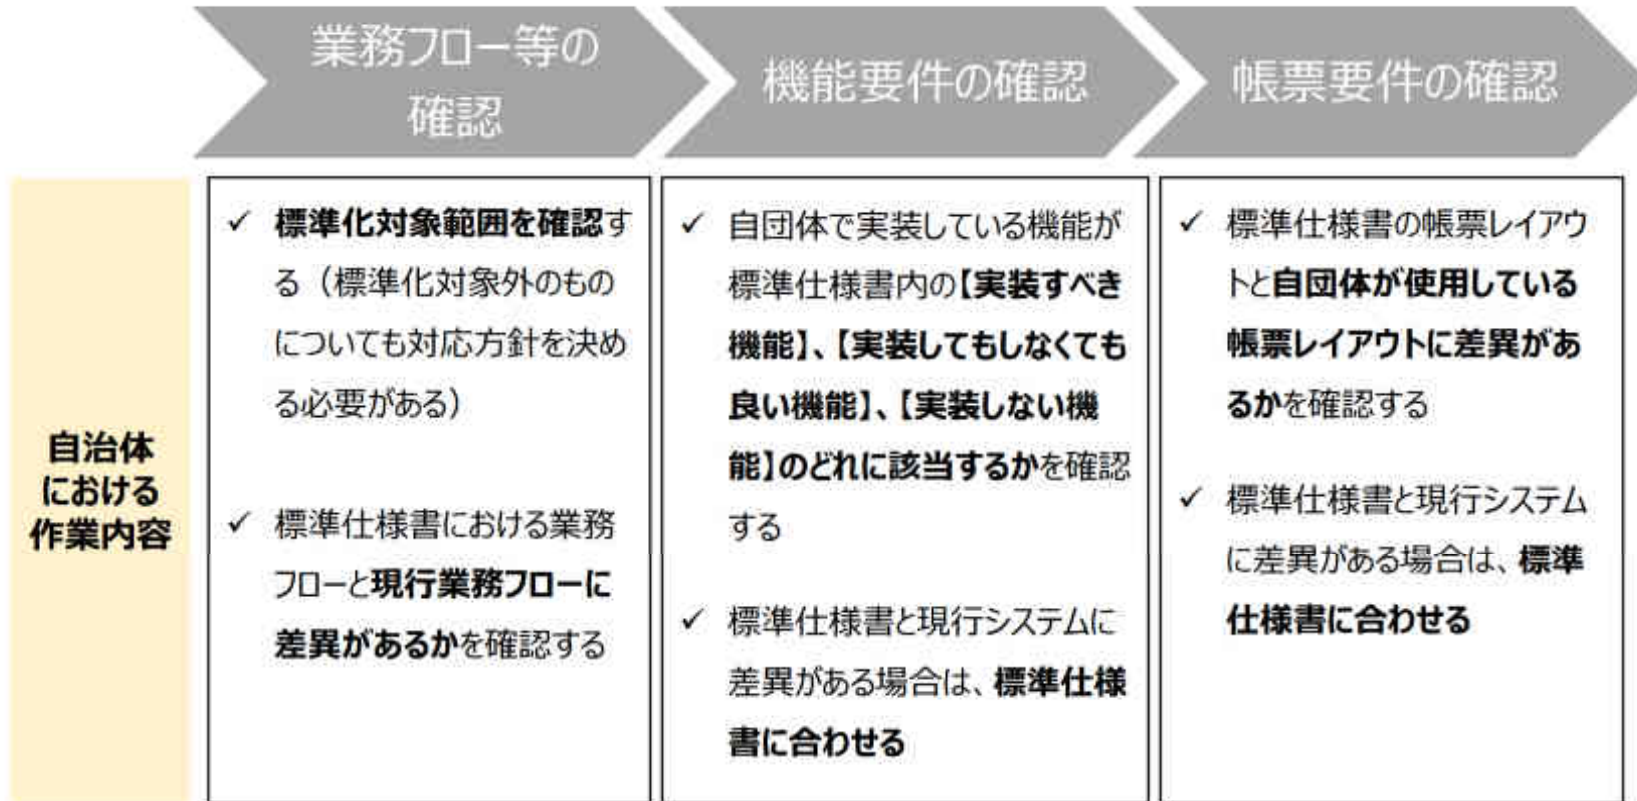 業務フロー等の
確認
機能要件の確認
帳票要件の確認
自治体
における
作業内容
✓ 標準化対象範囲を確認す
る（標準化対象外のもの
についても対応方針を決め
る必要がある）
✓ 標準仕様書における業務
フローと現行業務フローに
差異があるかを確認する
✓ 自団体で実装している機能が
標準仕様書内の【実装すべき
機能】、【実装してもしなくても
良い機能】、【実装しない機
能】のどれに該当するかを確認
する
✓ 標準仕様書と現行システムに
差異がある場合は、標準仕様
書に合わせる
✓ 標準仕様書の帳票レイアウ
トと自団体が使用している
帳票レイアウトに差異があ
るかを確認する
✓ 標準仕様書と現行システム
に差異がある場合は、標準
仕様書に合わせる